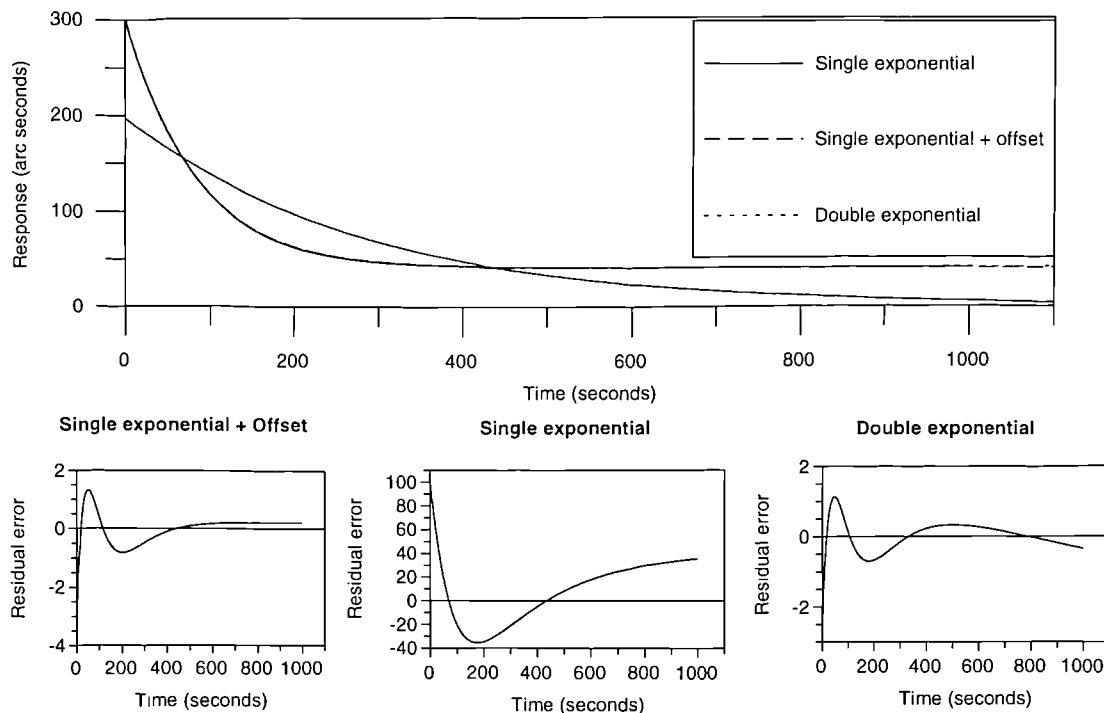 300
200
100
0
Response (arc seconds)
Single exponential
Single exponential + offset
Double exponential
0 200 400 600 800 1000
Time (seconds)
Single exponential + Offset
2
0
-2
-4
Residual error
0 200 400 600 800 1000
Time (seconds)
Single exponential
100
80
60
40
20
0
-20
-40
Residual error
0 200 400 600 800 1000
Time (seconds)
Double exponential
2
0
-2
Residual error
0 200 400 600 800 1000
Time (seconds)